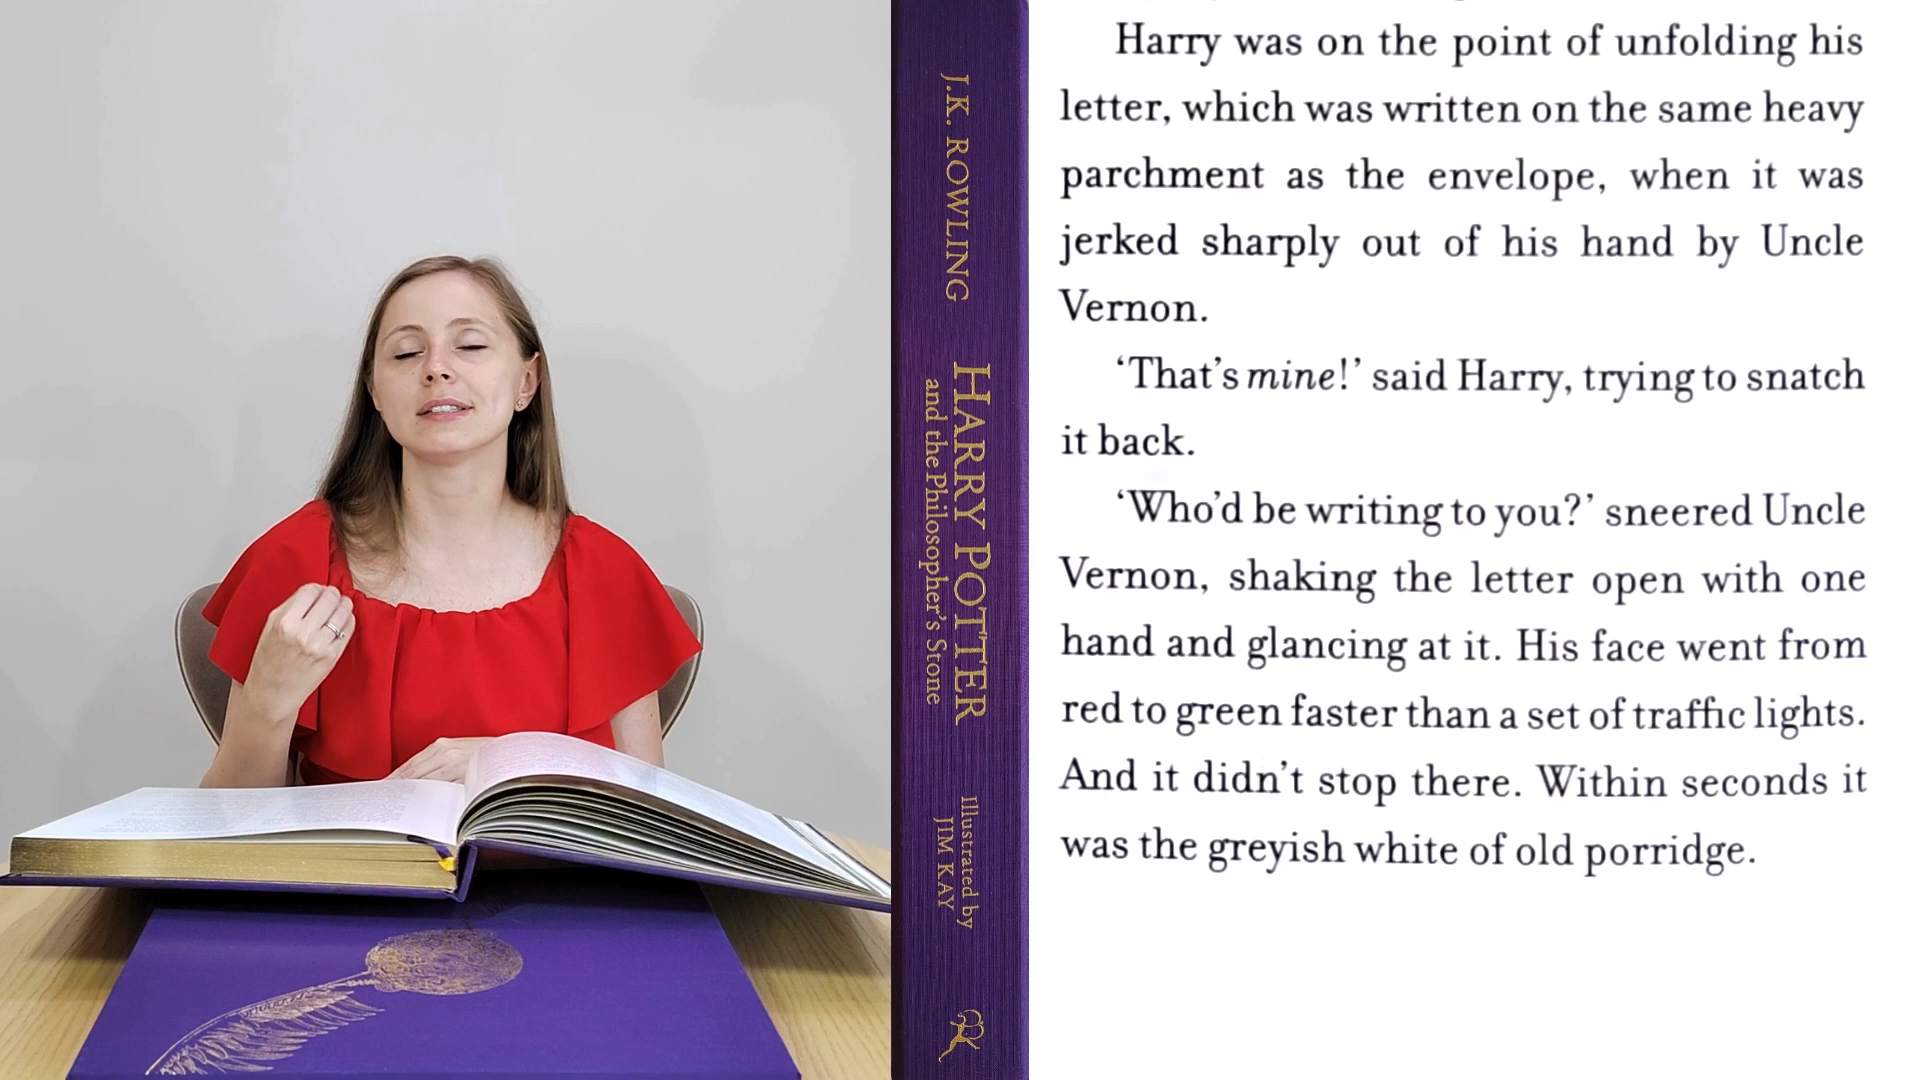 J.K. ROWLING
HARRY POTTER
and the Philosopher's Stone
Illustrated by
JIM KAY
Harry was on the point of unfolding his
letter, which was written on the same heavy
parchment as the envelope, when it was
jerked sharply out of his hand by Uncle
Vernon.
‘That’s mine!’ said Harry, trying to snatch
it back.
‘Who’d be writing to you?’ sneered Uncle
Vernon, shaking the letter open with one
hand and glancing at it. His face went from
red to green faster than a set of traffic lights.
And it didn’t stop there. Within seconds it
was the greyish white of old porridge.